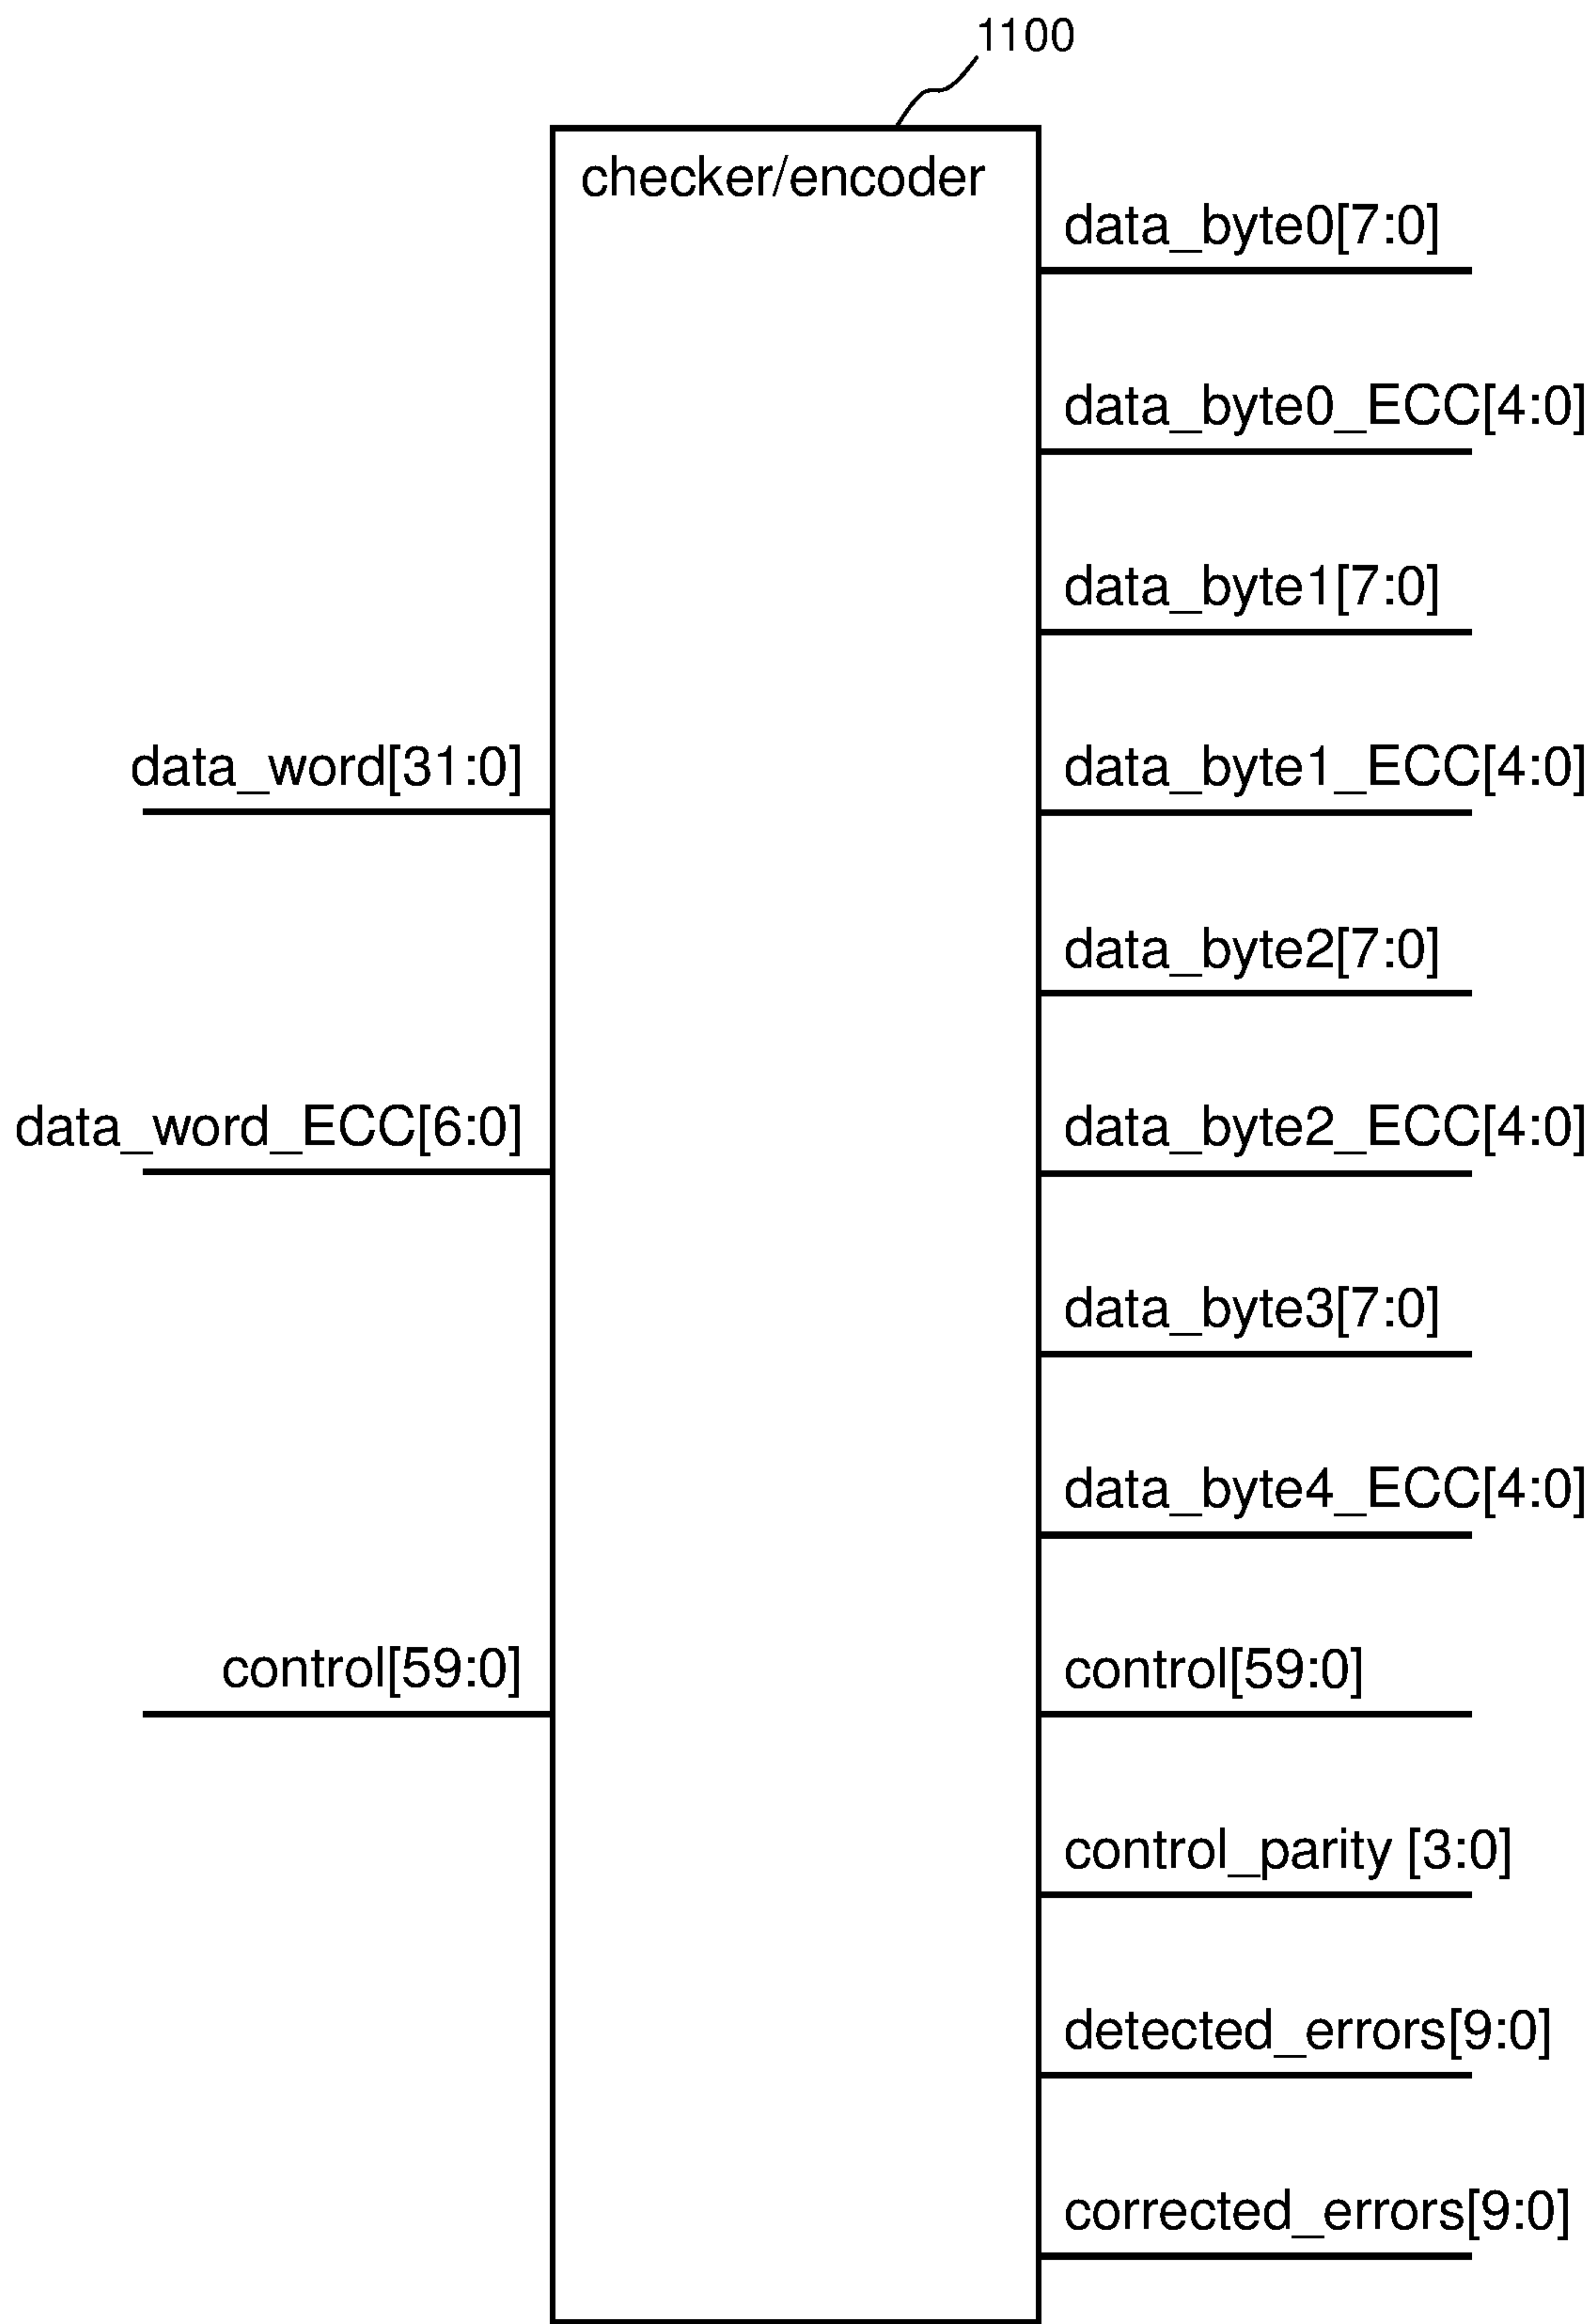 1100
checker/encoder
data_byte0[7:0]
data_byte0_ECC[4:0]
data_byte1[7:0]
data_word[31:0]
data_byte1_ECC[4:0]
data_byte2[7:0]
data_word_ECC[6:0]
data_byte2_ECC[4:0]
data_byte3[7:0]
data_byte4_ECC[4:0]
control[59:0]
control[59:0]
control_parity [3:0]
detected_errors[9:0]
corrected_errors[9:0]